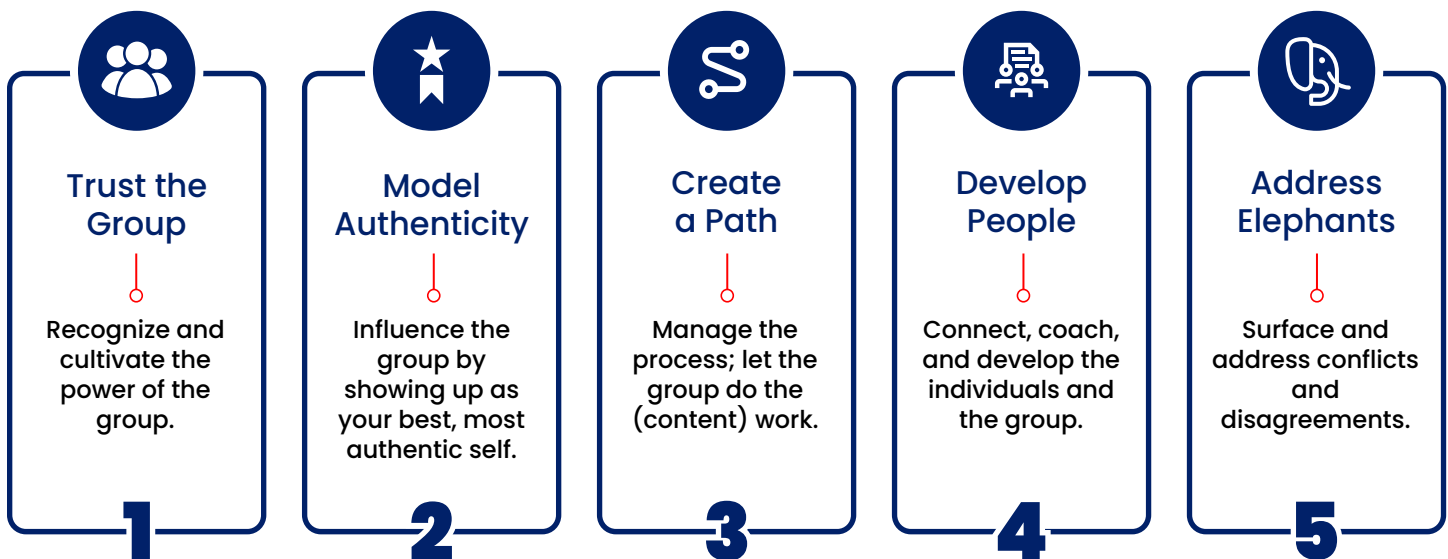 Trust the
Group
Recognize and
cultivate the
power of the
group.
1
Model
Authenticity
Influence the
group by
showing up as
your best, most
authentic self.
2
Create
a Path
Manage the
process; let the
group do the
(content) work.
3
Develop
People
Connect, coach,
and develop the
individuals and
the group.
4
Address
Elephants
Surface and
address conflicts
and
disagreements.
5